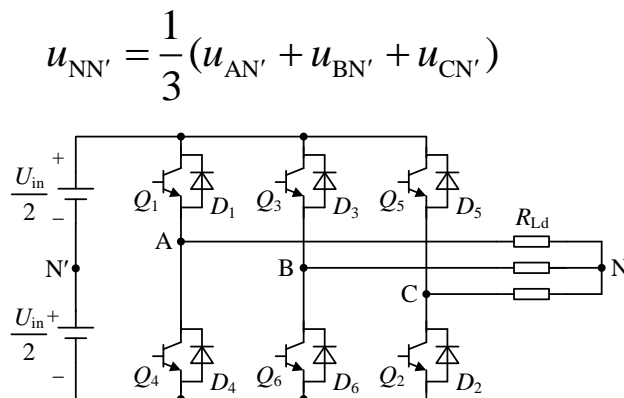 u_NN′ = 1/3 (u_AN′ + u_BN′ + u_CN′)
+
U_in/2
−
Q_1 D_1 Q_3 D_3 Q_5 D_5
R_Ld
A
N′ B N
C
U_in/2
+
−
Q_4 D_4 Q_6 D_6 Q_2 D_2